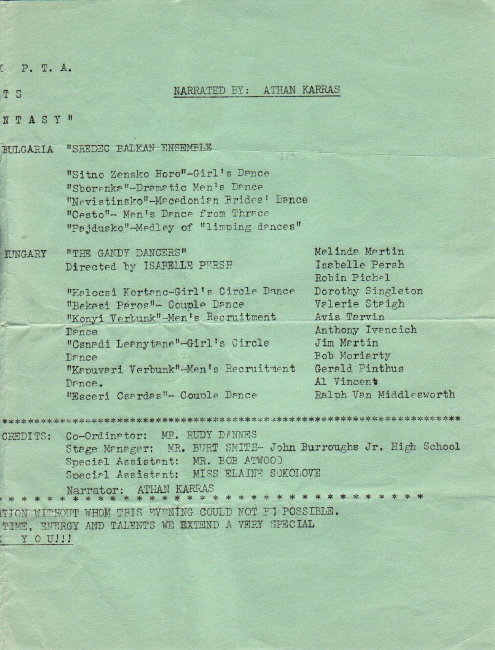 K P. T. A.
NARRATED BY: ATHAN KARRAS
T S
N T A S Y"
BULGARIA "SREDEC BALKAN ENSEMBLE
"Sitno Zensko Horo"-Girl's Dance
"Sborenka"-Dramatic Men's Dance
"Nevistinsko"-Macedonian Brides' Dance
"Cesto"- Men's Dance from Thrace
"Pajdusko"-Medley of "limping dances"
HUNGARY "THE GANDY DANCERS" Melinda Martin
Directed by ISABELLE PERSH Isabelle Persh
Robin Pichel
"Kalocsi Kortanc-Girl's Circle Dance Dorothy Singleton
"Bekesi Paros"- Couple Dance Valerie Staigh
"Konyi Verbunk"-Men's Recruitment Avis Tarvin
Dance Anthony Ivancich
"Csnadi Leanytanc"-Girl's Circle Jim Martin
Dance Bob Moriarty
"Kapuvari Verbunk"-Men's Recruitment Gerald Pinthus
Dance. Al Vincent
"Esceri Csardas"- Couple Dance Ralph Van Middlesworth
CREDITS: Co-Ordinator: MR. RUDY DANNES
Stage Manager: MR. BURT SMITH- John Burroughs Jr. High School
Special Assistant: MR. BOB ATWOOD
Special Assistant: MISS ELAINE SOKOLOVE
Narrator: ATHAN KARRAS
ATION WITHOUT WHOM THIS EVENING COULD NOT BE POSSIBLE.
TIME, ENERGY AND TALENTS WE EXTEND A VERY SPECIAL
K Y O U!!!